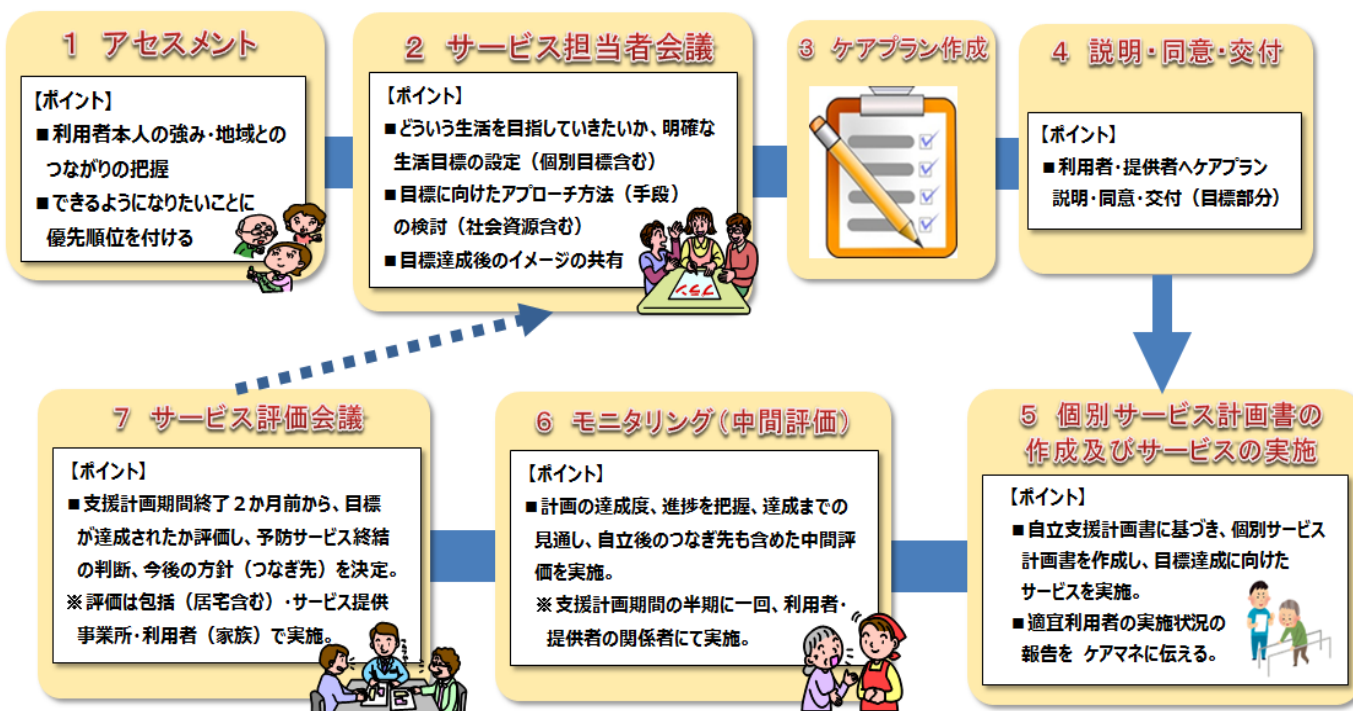 1 アセスメント
【ポイント】
■利用者本人の強み・地域との
つながりの把握
■できるようになりたいことに
優先順位を付ける
2 サービス担当者会議
【ポイント】
■どういう生活を目指していきたいか、明確な
生活目標の設定（個別目標含む）
■目標に向けたアプローチ方法（手段）
の検討（社会資源含む）
■目標達成後のイメージの共有
プラン
3 ケアプラン作成
4 説明・同意・交付
【ポイント】
■利用者・提供者へケアプラン
説明・同意・交付（目標部分）
5 個別サービス計画書の
作成及びサービスの実施
【ポイント】
■自立支援計画書に基づき、個別サービス
計画書を作成し、目標達成に向けた
サービスを実施。
■適宜利用者の実施状況の
報告を ケアマネに伝える。
6 モニタリング（中間評価）
【ポイント】
■計画の達成度、進捗を把握、達成までの
見通し、自立後のつなぎ先も含めた中間評
価を実施。
※支援計画期間の半期に一回、利用者・
提供者の関係者にて実施。
7 サービス評価会議
【ポイント】
■支援計画期間終了２か月前から、目標
が達成されたか評価し、予防サービス終結
の判断、今後の方針（つなぎ先）を決定。
※評価は包括（居宅含む）・サービス提供
事業所・利用者（家族）で実施。